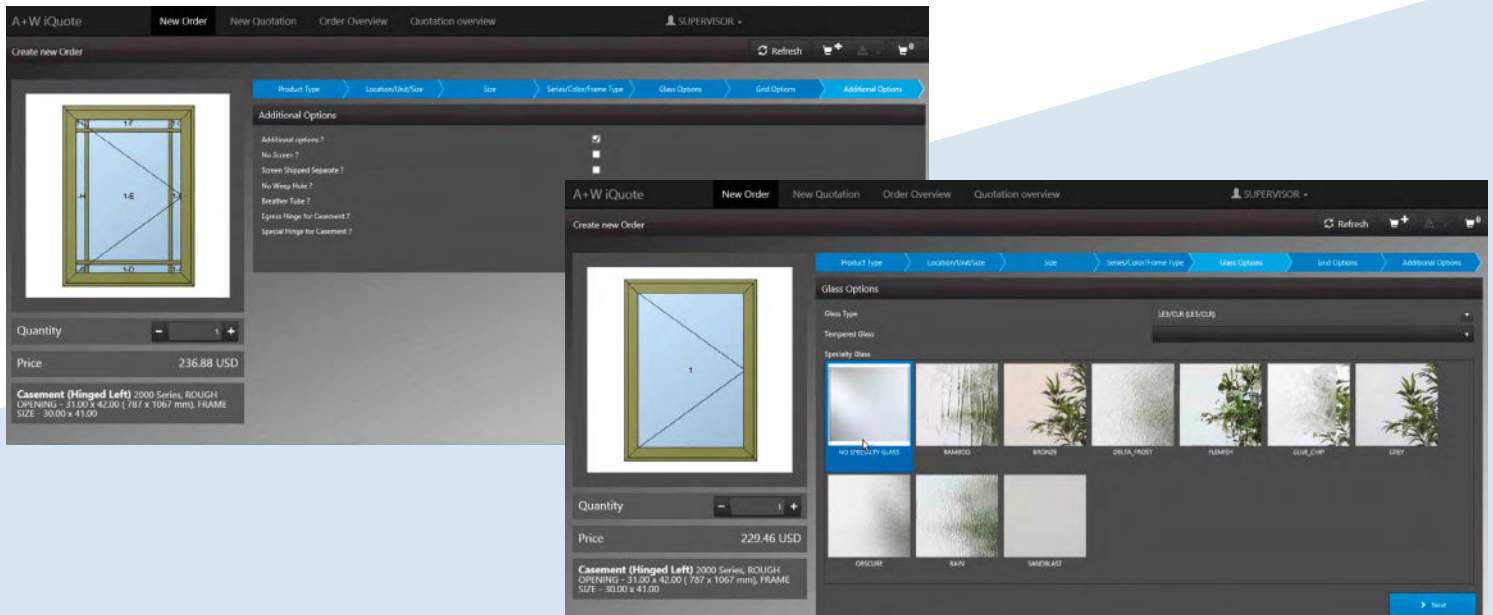 A+W iQuote New Order New Quotation Order Overview Quotation overview SUPERVISOR
Create new Order Refresh 0
Product Type Location/Unit/Size Size Series/Color/Frame Type Glass Options Grid Options Additional Options
Additional Options
Additional options ?
No Screen ?
Screen Shipped Separate ?
No Weep Hole ?
Breather Tube ?
Egress Hinge for Casement ?
Special Hinge for Casement ?
1-F
1-E
1-D
Quantity - 1 +
Price 236.88 USD
Casement (Hinged Left) 2000 Series, ROUGH
OPENING - 31.00 x 42.00 ( 787 x 1067 mm), FRAME
SIZE - 30.00 x 41.00
A+W iQuote New Order New Quotation Order Overview Quotation overview SUPERVISOR
Create new Order Refresh 0
Product Type Location/Unit/Size Size Series/Color/Frame Type Glass Options Grid Options Additional Options
Glass Options
Glass Type LE3/CLR (LE3/CLR)
Tempered Glass
Specialty Glass
NO SPECIALTY GLASS BAMBOO BRONZE DELTA_FROST FLEMISH GLUE_CHIP GREY
OBSCURE RAIN SANDBLAST
1
Quantity - 1 +
Price 229.46 USD
Casement (Hinged Left) 2000 Series, ROUGH
OPENING - 31.00 x 42.00 ( 787 x 1067 mm), FRAME
SIZE - 30.00 x 41.00
Next